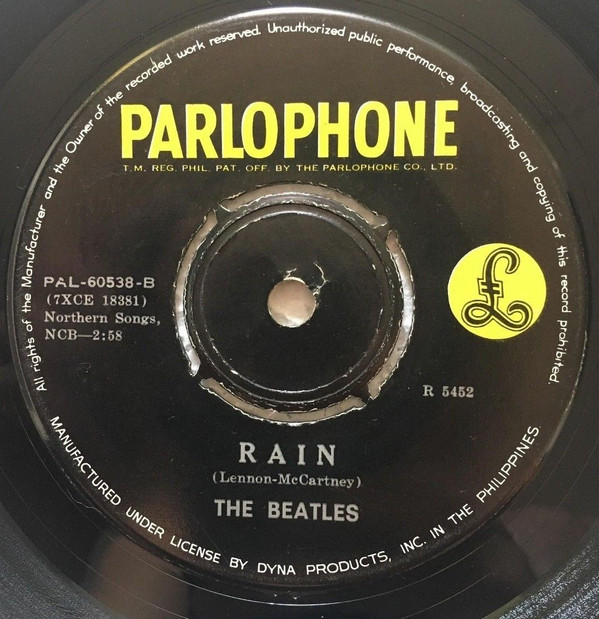 All rights of the Manufacturer and the Owner of the recorded work reserved. Unauthorized public performance, broadcasting and copying of this record prohibited.
PARLOPHONE
T.M. REG. PHIL. PAT. OFF. BY THE PARLOPHONE CO., LTD.
PAL-60538-B
(7XCE 18381)
Northern Songs,
NCB—2:58
£
R 5452
RAIN
(Lennon-McCartney)
THE BEATLES
MANUFACTURED UNDER LICENSE BY DYNA PRODUCTS, INC. IN THE PHILIPPINES